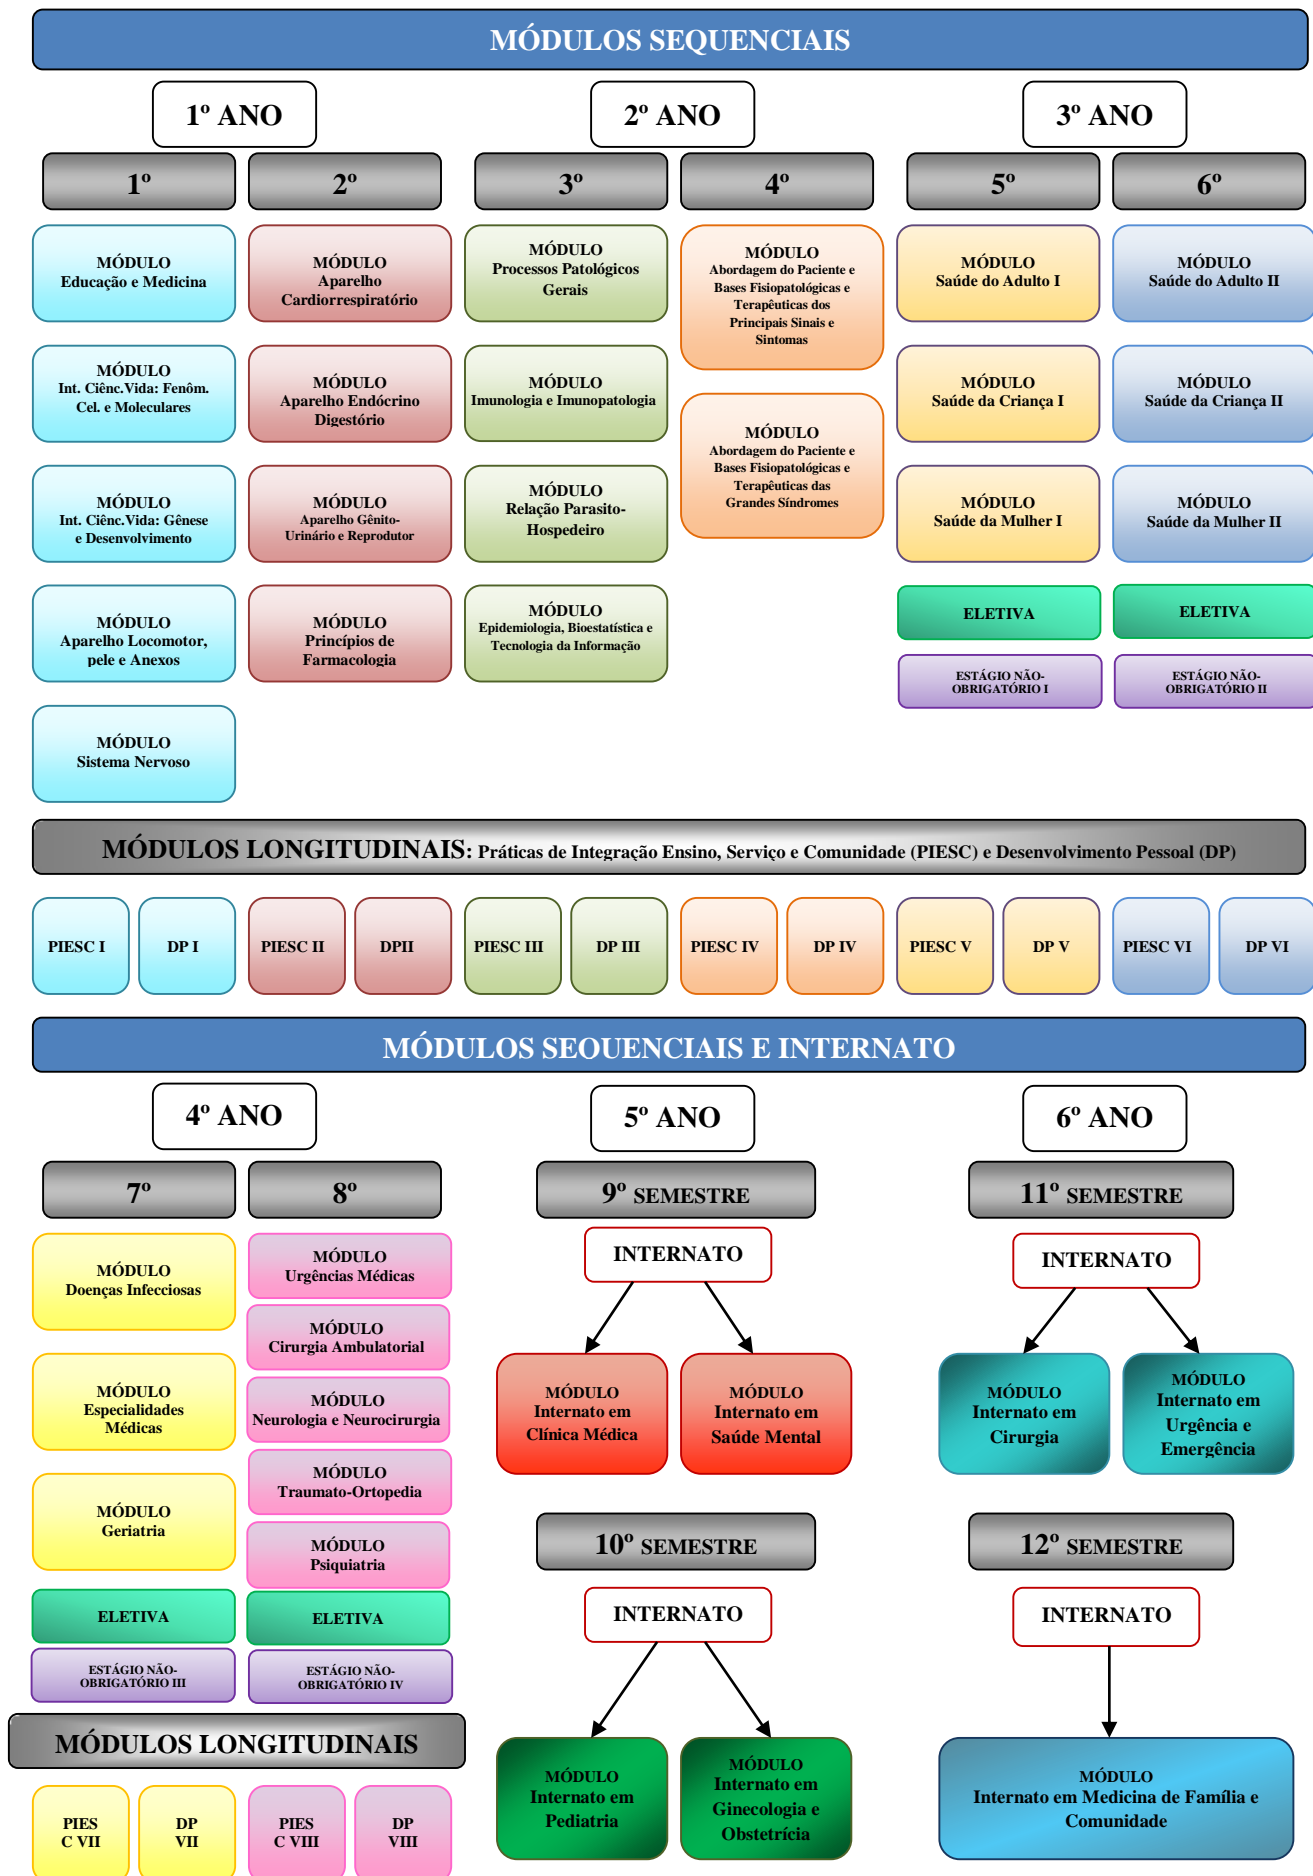 MÓDULOS SEQUENCIAIS
1º ANO
2º ANO
3º ANO
1º
2º
3º
4º
5º
6º
MÓDULO
Educação e Medicina
MÓDULO
Int. Ciênc.Vida: Fenôm.
Cel. e Moleculares
MÓDULO
Int. Ciênc.Vida: Gênese
e Desenvolvimento
MÓDULO
Aparelho Locomotor,
pele e Anexos
MÓDULO
Sistema Nervoso
MÓDULO
Aparelho
Cardiorrespiratório
MÓDULO
Aparelho Endócrino
Digestório
MÓDULO
Aparelho Gênito-
Urinário e Reprodutor
MÓDULO
Princípios de
Farmacologia
MÓDULO
Processos Patológicos
Gerais
MÓDULO
Imunologia e Imunopatologia
MÓDULO
Relação Parasito-
Hospedeiro
MÓDULO
Epidemiologia, Bioestatística e
Tecnologia da Informação
MÓDULO
Abordagem do Paciente e
Bases Fisiopatológicas e
Terapêuticas dos
Principais Sinais e
Sintomas
MÓDULO
Abordagem do Paciente e
Bases Fisiopatológicas e
Terapêuticas das
Grandes Síndromes
MÓDULO
Saúde do Adulto I
MÓDULO
Saúde da Criança I
MÓDULO
Saúde da Mulher I
ELETIVA
ESTÁGIO NÃO-
OBRIGATÓRIO I
MÓDULO
Saúde do Adulto II
MÓDULO
Saúde da Criança II
MÓDULO
Saúde da Mulher II
ELETIVA
ESTÁGIO NÃO-
OBRIGATÓRIO II
MÓDULOS LONGITUDINAIS: Práticas de Integração Ensino, Serviço e Comunidade (PIESC) e Desenvolvimento Pessoal (DP)
PIESC I
DP I
PIESC II
DPII
PIESC III
DP III
PIESC IV
DP IV
PIESC V
DP V
PIESC VI
DP VI
MÓDULOS SEQUENCIAIS E INTERNATO
4º ANO
5º ANO
6º ANO
7º
8º
MÓDULO
Doenças Infecciosas
MÓDULO
Especialidades
Médicas
MÓDULO
Geriatria
ELETIVA
ESTÁGIO NÃO-
OBRIGATÓRIO III
MÓDULO
Urgências Médicas
MÓDULO
Cirurgia Ambulatorial
MÓDULO
Neurologia e Neurocirurgia
MÓDULO
Traumato-Ortopedia
MÓDULO
Psiquiatria
ELETIVA
ESTÁGIO NÃO-
OBRIGATÓRIO IV
MÓDULOS LONGITUDINAIS
PIES
C VII
DP
VII
PIES
C VIII
DP
VIII
9º SEMESTRE
INTERNATO
MÓDULO
Internato em
Clínica Médica
MÓDULO
Internato em
Saúde Mental
10º SEMESTRE
INTERNATO
MÓDULO
Internato em
Pediatria
MÓDULO
Internato em
Ginecologia e
Obstetrícia
11º SEMESTRE
INTERNATO
MÓDULO
Internato em
Cirurgia
MÓDULO
Internato em
Urgência e
Emergência
12º SEMESTRE
INTERNATO
MÓDULO
Internato em Medicina de Família e
Comunidade